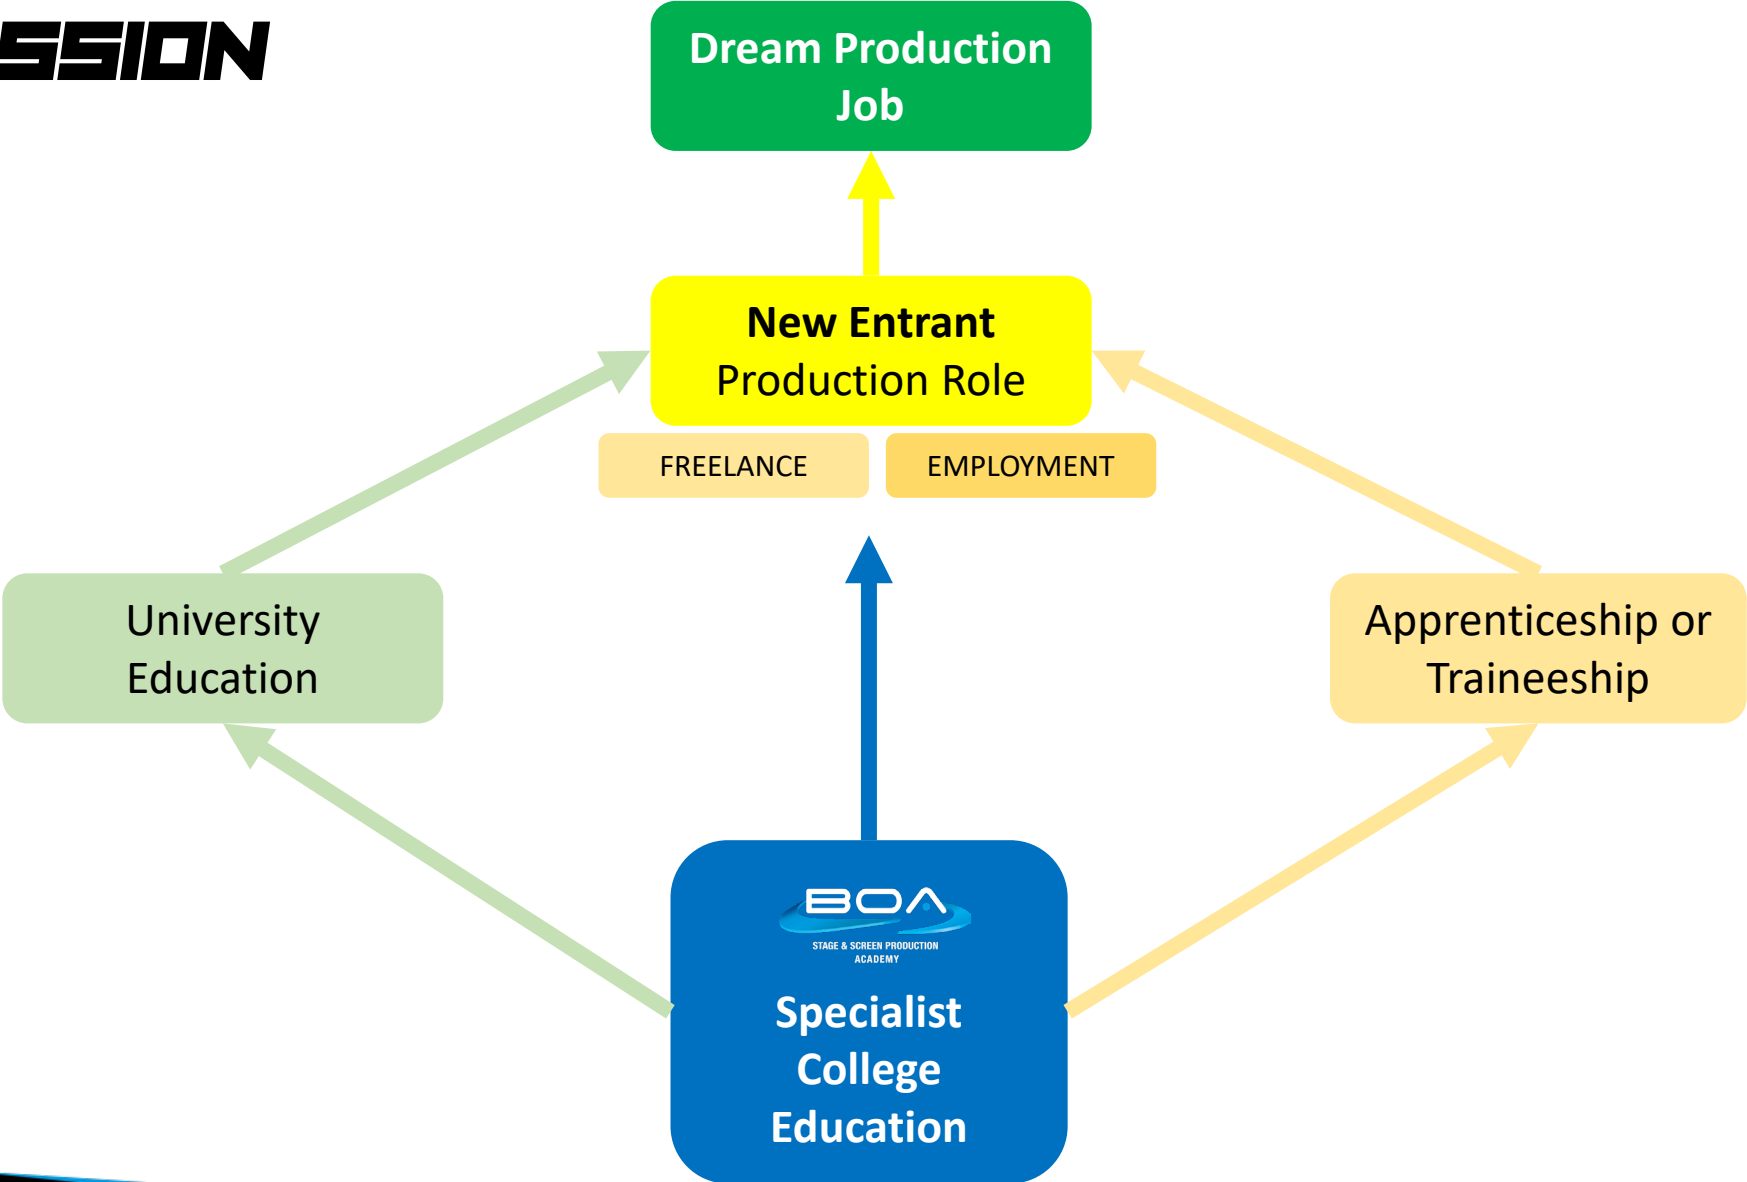 SSION
Dream Production
Job
New Entrant
Production Role
FREELANCE
EMPLOYMENT
University
Education
Apprenticeship or
Traineeship
BOA
STAGE & SCREEN PRODUCTION
ACADEMY
Specialist
College
Education